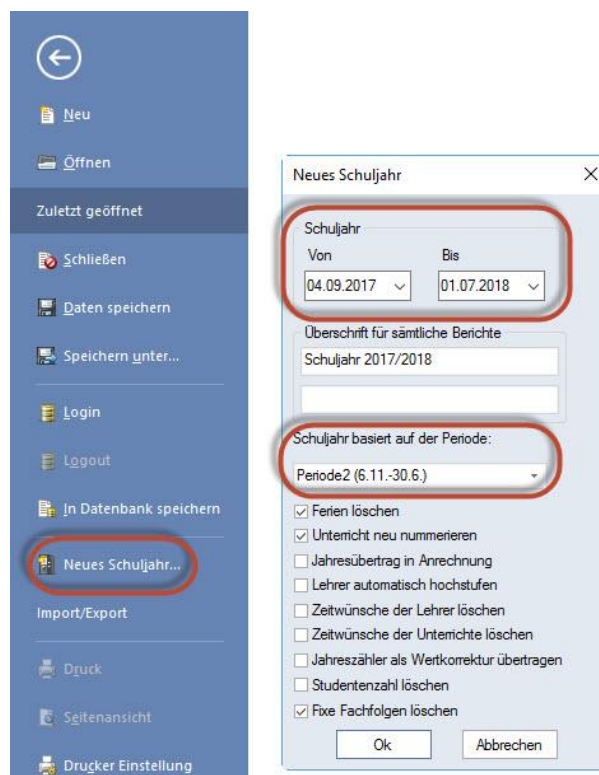 Neu
Öffnen
Zuletzt geöffnet
Schließen
Daten speichern
Speichern unter...
Login
Logout
In Datenbank speichern
Neues Schuljahr...
Import/Export
Druck
Seitenansicht
Drucker Einstellung
Neues Schuljahr
Schuljahr
Von Bis
04.09.2017 01.07.2018
Überschrift für sämtliche Berichte
Schuljahr 2017/2018
Schuljahr basiert auf der Periode:
Periode2 (6.11.-30.6.)
Ferien löschen
Unterricht neu nummerieren
Jahresübertrag in Anrechnung
Lehrer automatisch hochstufen
Zeitwünsche der Lehrer löschen
Zeitwünsche der Unterrichte löschen
Jahreszähler als Wertkorrektur übertragen
Studentenzahl löschen
Fixe Fachfolgen löschen
Ok Abbrechen